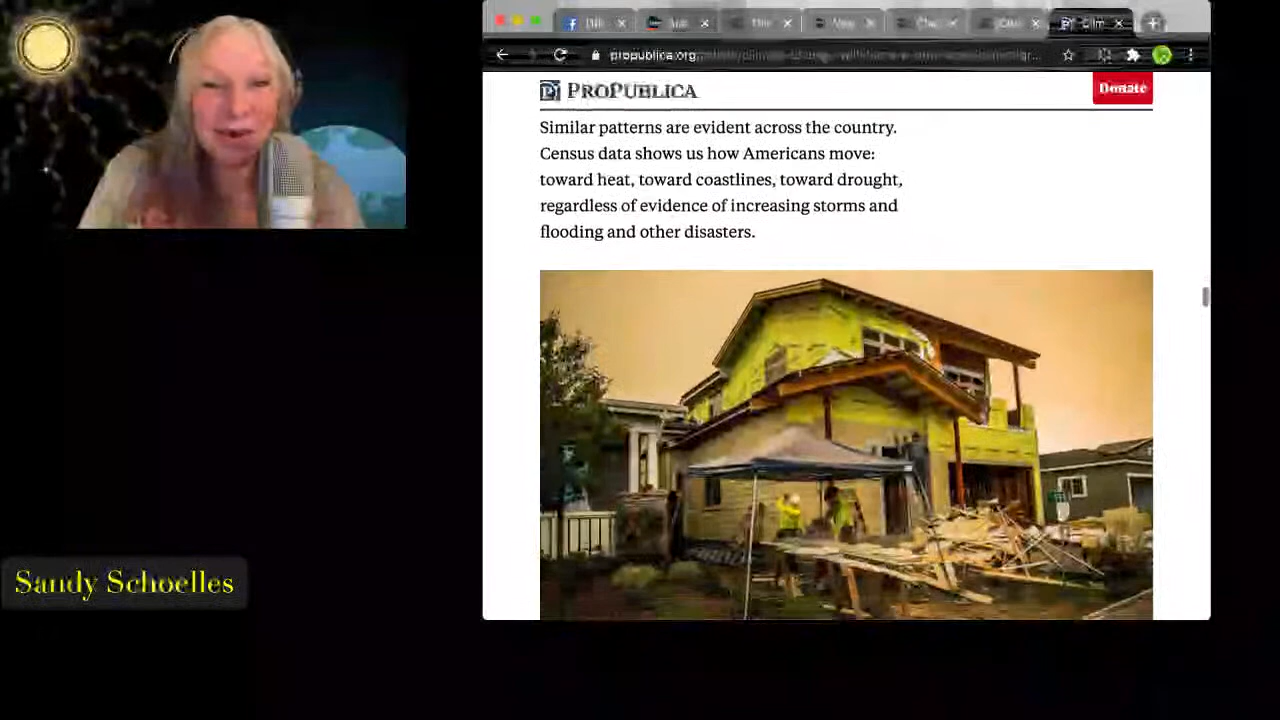 propublica.org
PROPUBLICA
Donate
Similar patterns are evident across the country.
Census data shows us how Americans move:
toward heat, toward coastlines, toward drought,
regardless of evidence of increasing storms and
flooding and other disasters.
Sandy Schoelles